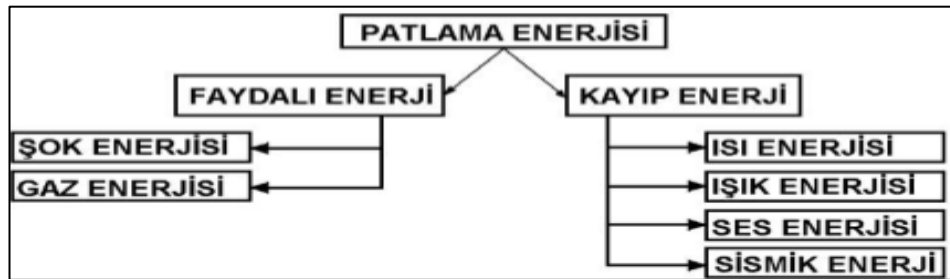 PATLAMA ENERJİSİ
FAYDALI ENERJİ
KAYIP ENERJİ
ŞOK ENERJİSİ
GAZ ENERJİSİ
ISI ENERJİSİ
IŞIK ENERJİSİ
SES ENERJİSİ
SİSMİK ENERJİ